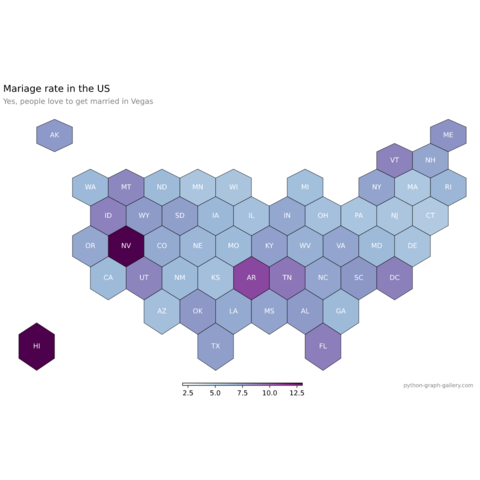 Mariage rate in the US
Yes, people love to get married in Vegas
AK
ME
VT
NH
WA
MT
ND
MN
WI
MI
NY
MA
RI
ID
WY
SD
IA
IL
IN
OH
PA
NJ
CT
OR
NV
CO
NE
MO
KY
WV
VA
MD
DE
CA
UT
NM
KS
AR
TN
NC
SC
DC
AZ
OK
LA
MS
AL
GA
HI
TX
FL
2.5 5.0 7.5 10.0 12.5
python-graph-gallery.com